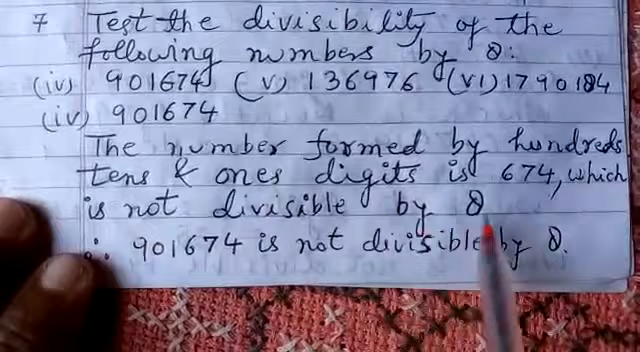 7 Test the divisibility of the
following numbers by 8:
(iv) 901674 (v) 136976 (vi) 1790184
(iv) 901674
The number formed by hundreds
tens & ones digits is 674, which
is not divisible by 8
∴ 901674 is not divisible by 8.